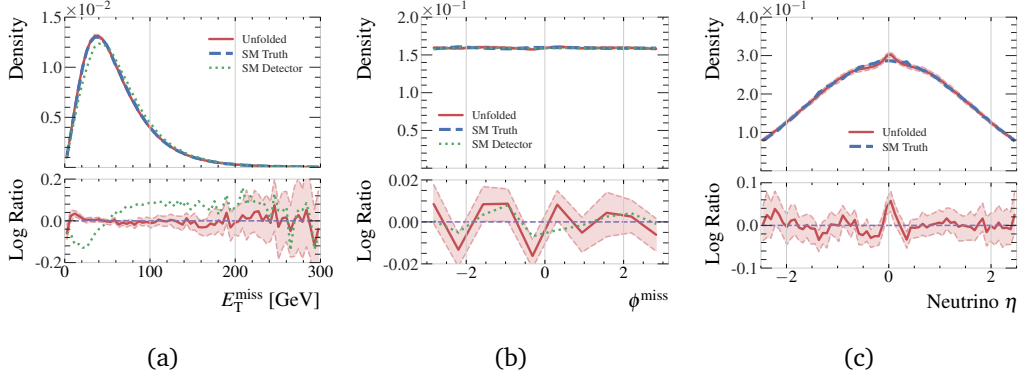 1.5 ×10⁻²
1.0
0.5
0.0
Density
Unfolded
SM Truth
SM Detector
0.2
0.0
-0.2
Log Ratio
0 100 200 300
E_T^miss [GeV]
(a)
2.0 ×10⁻¹
1.5
1.0
0.5
0.0
Density
Unfolded
SM Truth
SM Detector
0.02
0.00
-0.02
Log Ratio
−2 0 2
ϕ^miss
(b)
4.0 ×10⁻¹
3.0
2.0
1.0
Density
Unfolded
SM Truth
0.1
0.0
-0.1
Log Ratio
−2 0 2
Neutrino η
(c)